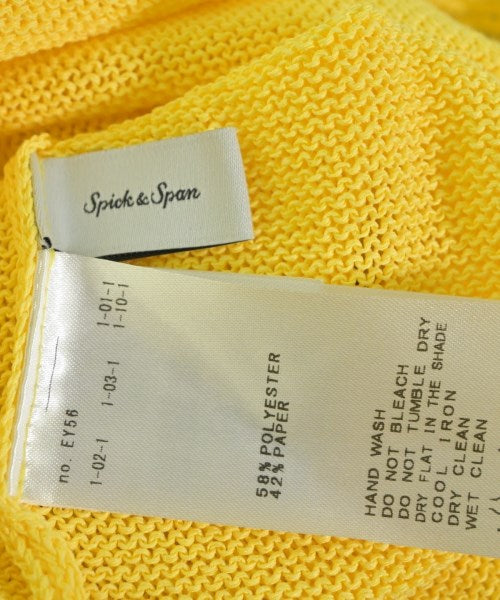 Spick & Span
no. EY56
1-02-1 1-03-1 1-01-1
1-10-1
58% POLYESTER
42% PAPER
HAND WASH
DO NOT BLEACH
DO NOT TUMBLE DRY
DRY FLAT IN THE SHADE
COOL IRON
DRY CLEAN
WET CLEAN